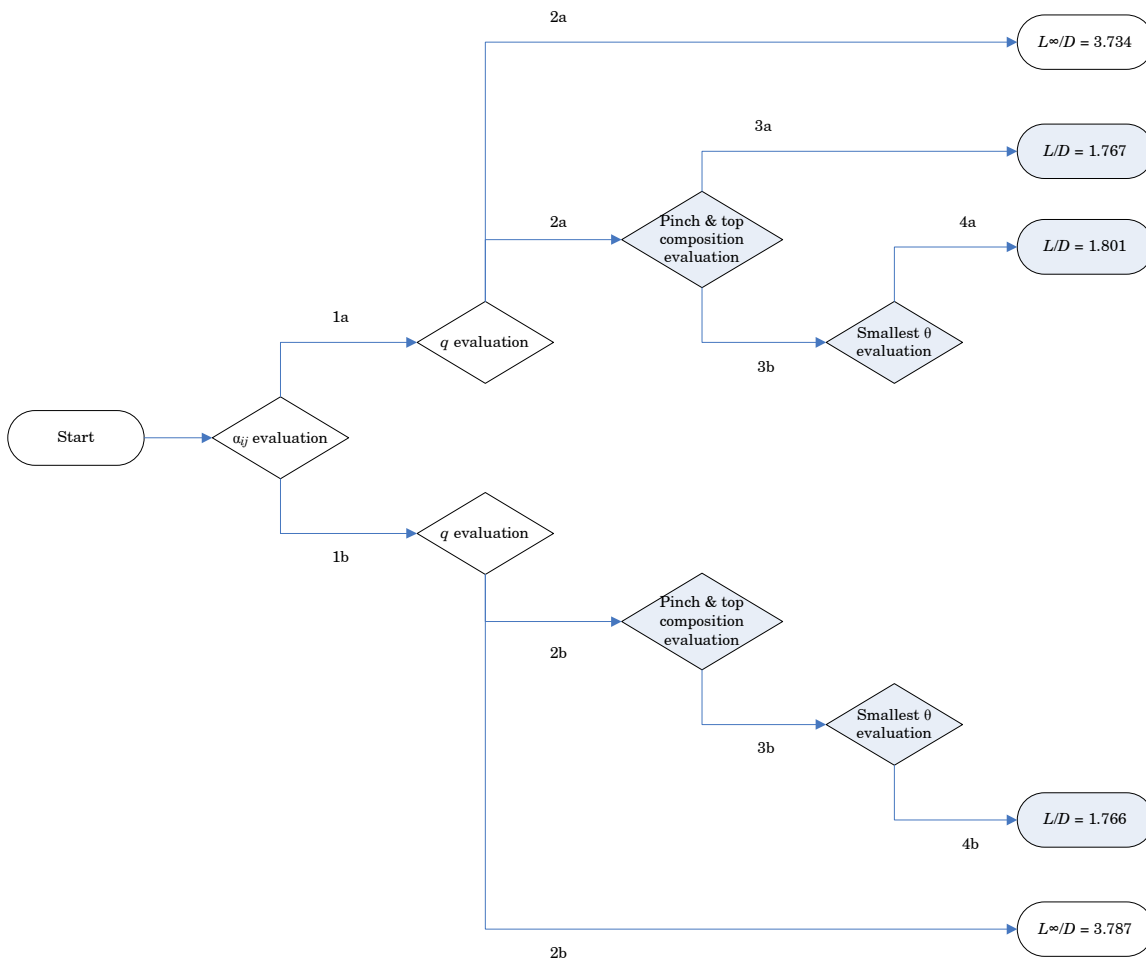 2a
L∞/D = 3.734
3a
L/D = 1.767
2a
Pinch & top
composition
evaluation
4a
L/D = 1.801
1a
q evaluation
3b
Smallest θ
evaluation
Start
αij evaluation
1b
q evaluation
2b
Pinch & top
composition
evaluation
3b
Smallest θ
evaluation
L/D = 1.766
4b
2b
L∞/D = 3.787